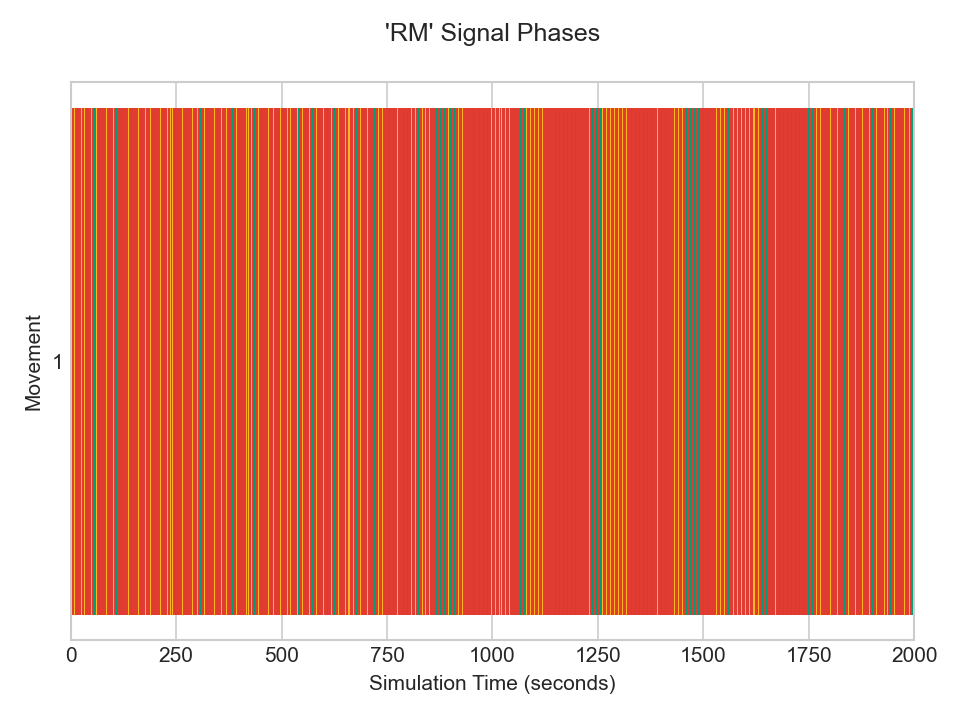 'RM' Signal Phases
Movement
1
0 250 500 750 1000 1250 1500 1750 2000
Simulation Time (seconds)